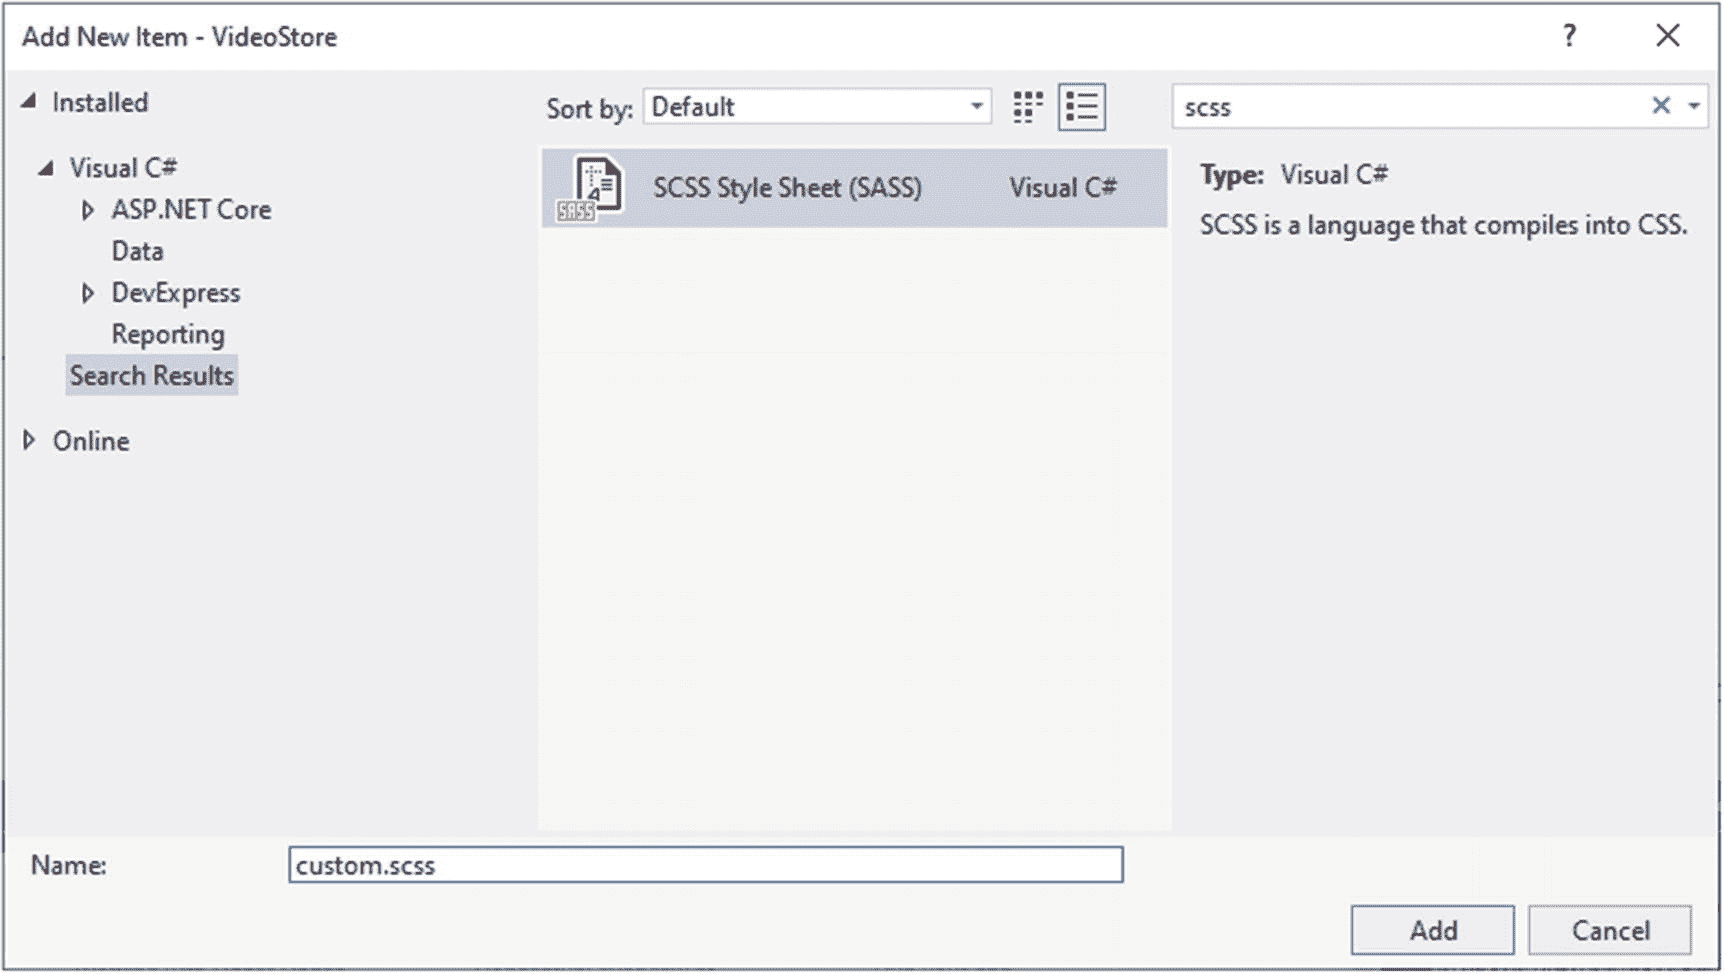 Add New Item - VideoStore
?
Installed
Sort by: Default
scss
Visual C#
ASP.NET Core
Data
DevExpress
Reporting
Search Results
Online
SASS
SCSS Style Sheet (SASS) Visual C#
Type: Visual C#
SCSS is a language that compiles into CSS.
Name: custom.scss
Add Cancel